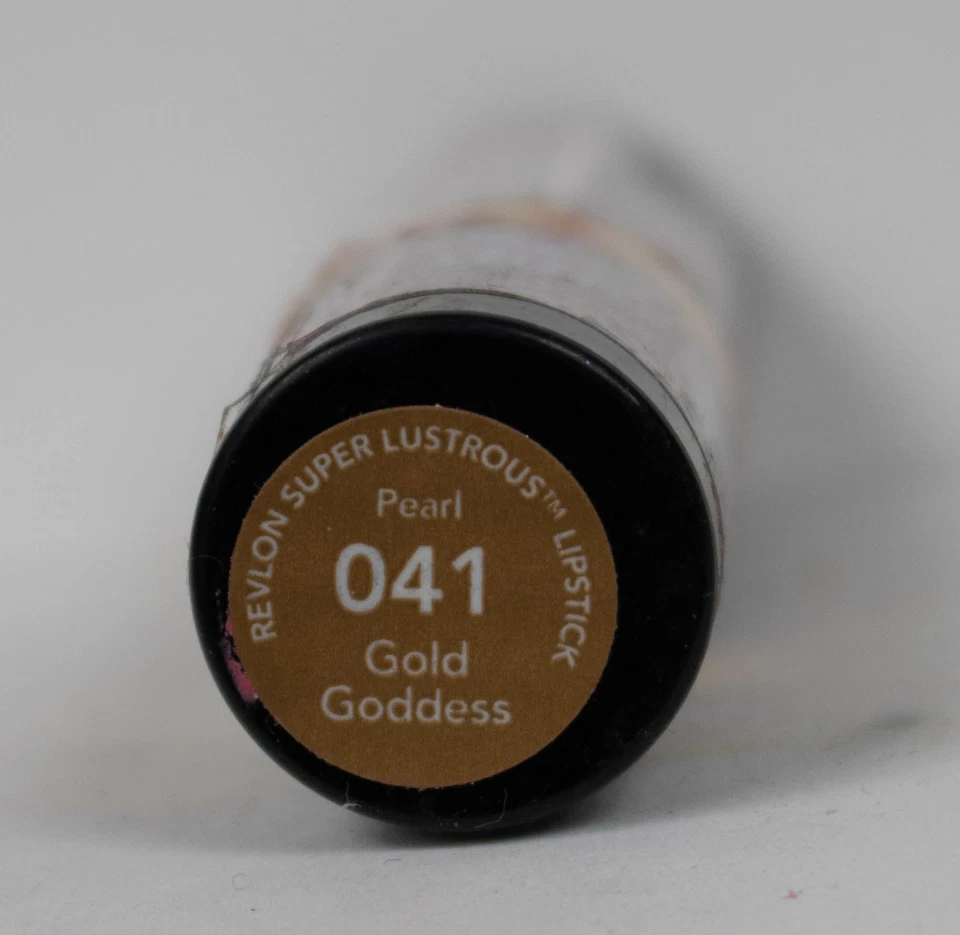 REVLON SUPER LUSTROUS™ LIPSTICK
Pearl
041
Gold
Goddess